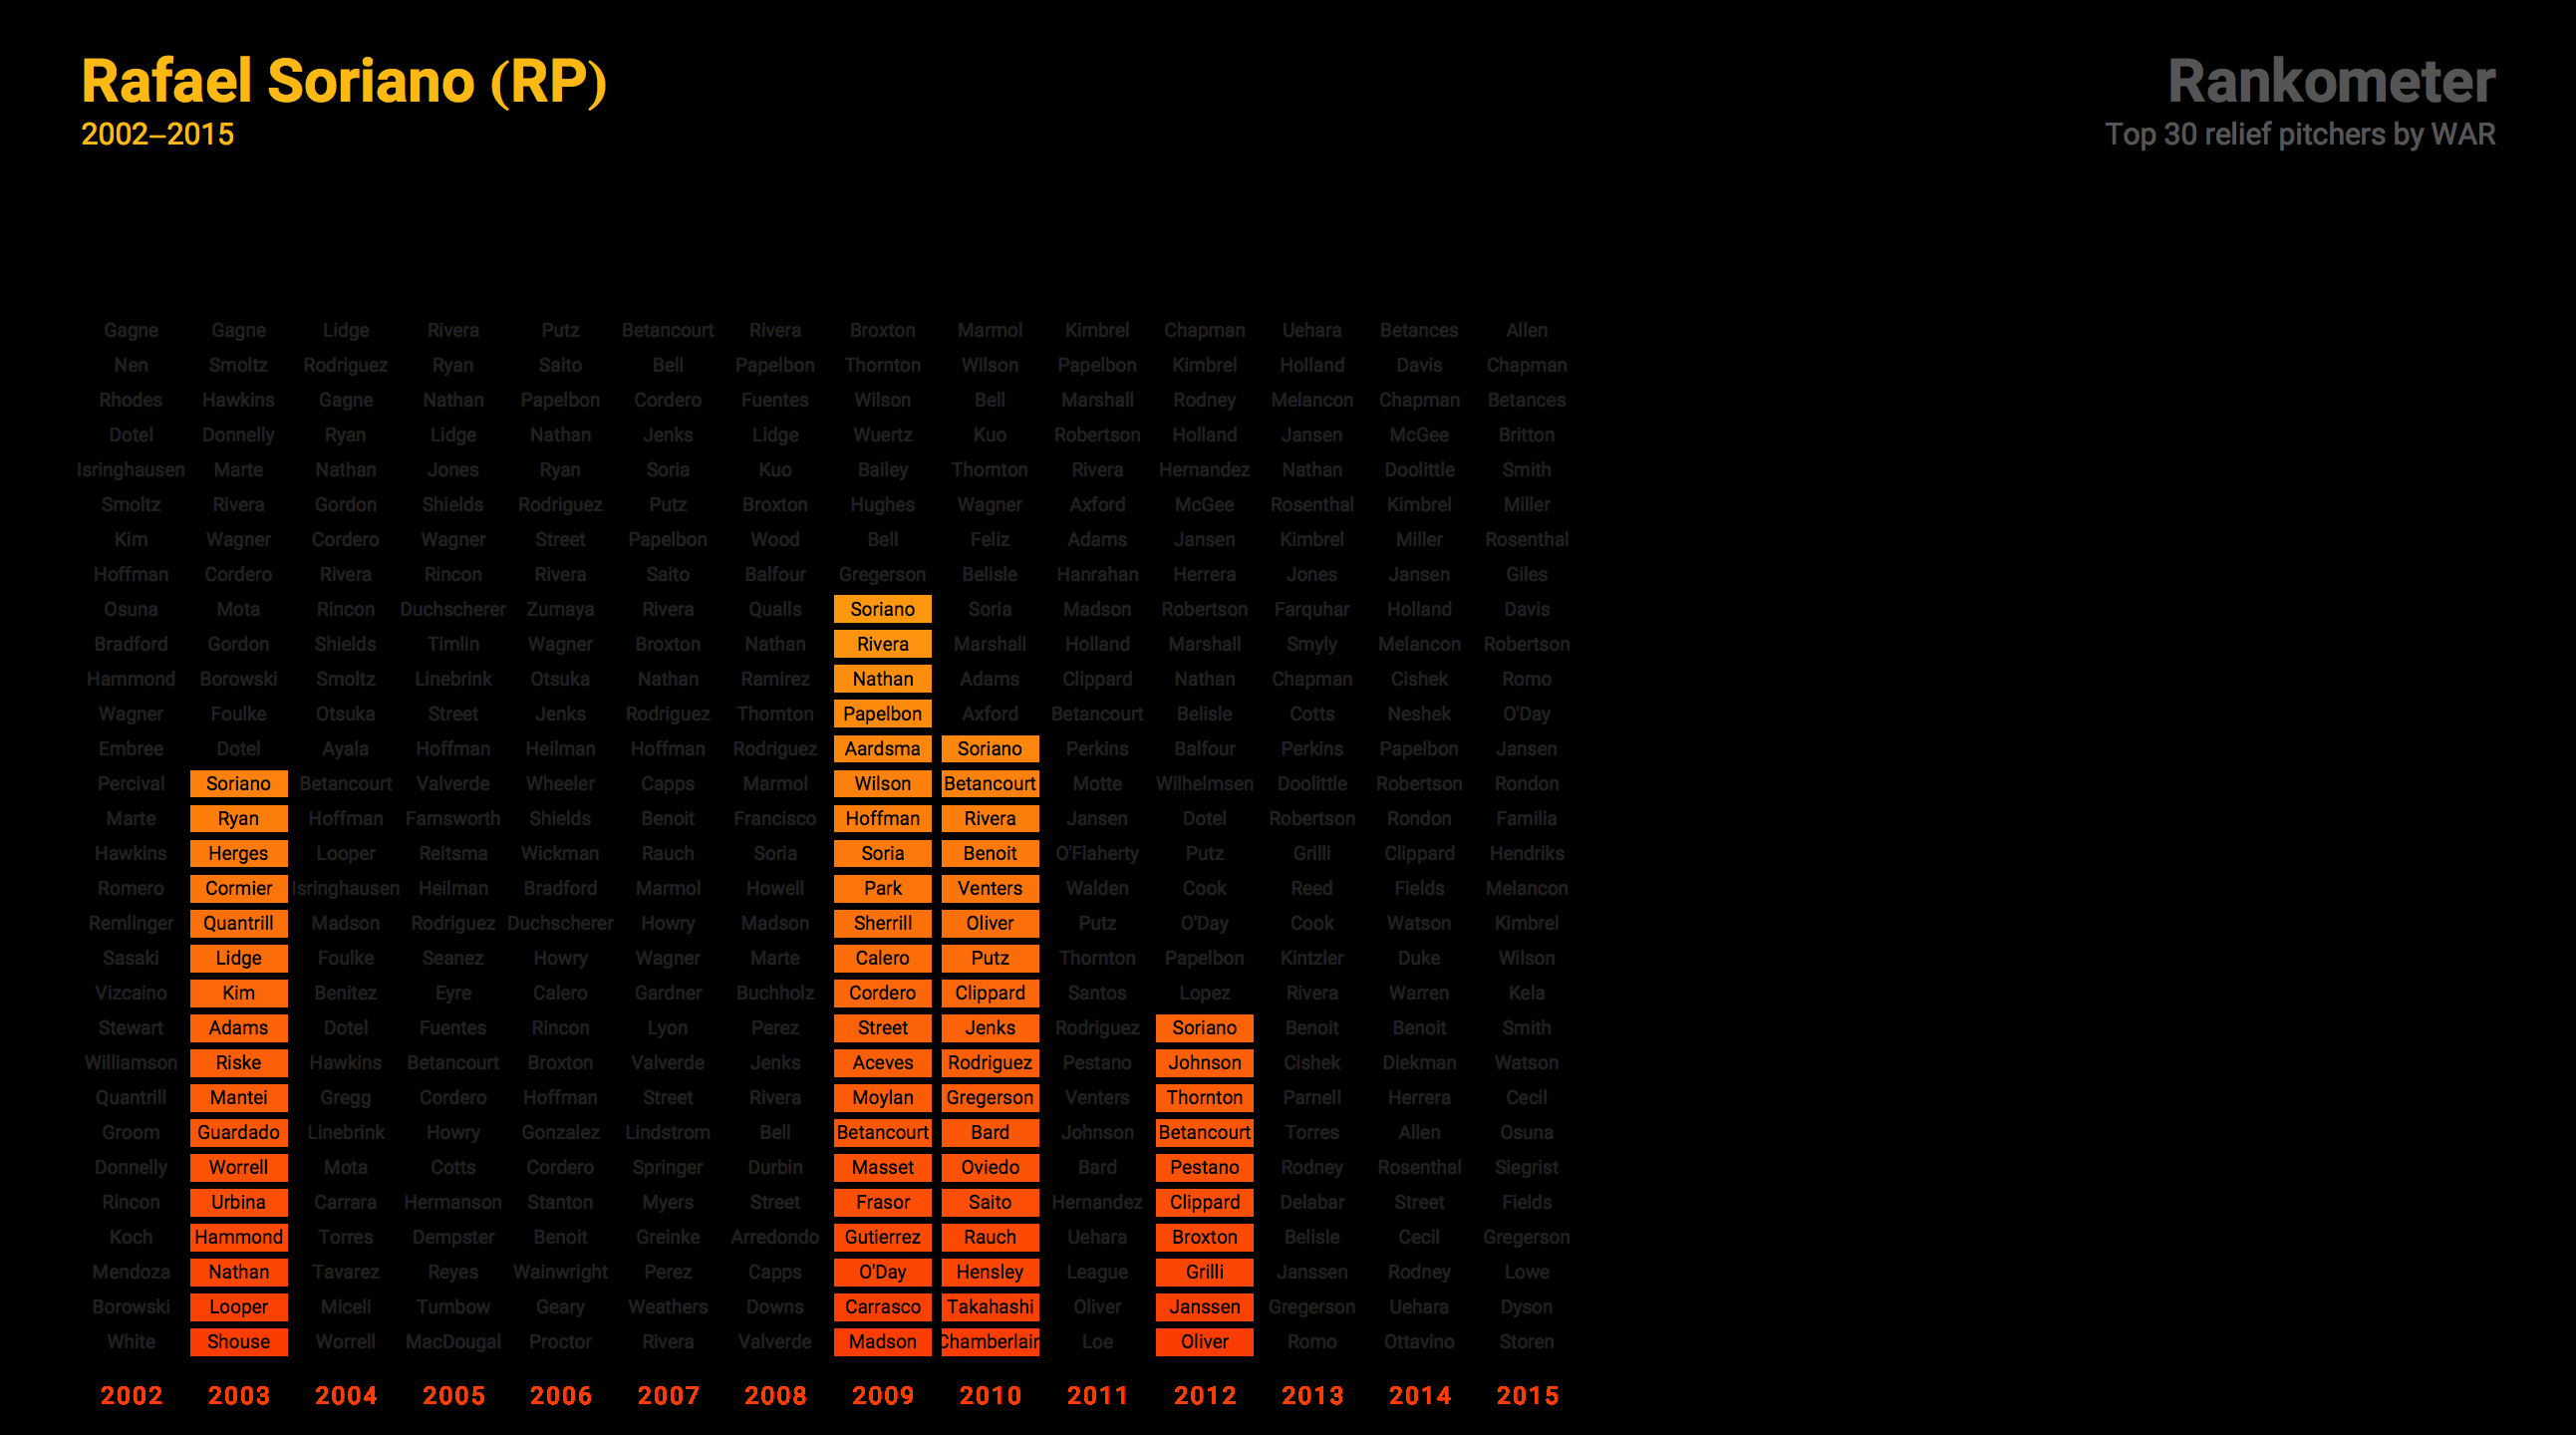 Rafael Soriano (RP)
2002–2015
Rankometer
Top 30 relief pitchers by WAR
Gagne Gagne Lidge Rivera Putz Betancourt Rivera Broxton Marmol Kimbrel Chapman Uehara Betances Allen
Nen Smoltz Rodriguez Ryan Saito Bell Papelbon Thornton Wilson Papelbon Kimbrel Holland Davis Chapman
Rhodes Hawkins Gagne Nathan Papelbon Cordero Fuentes Wilson Bell Marshall Rodney Melancon Chapman Betances
Dotel Donnelly Ryan Lidge Nathan Jenks Lidge Wuertz Kuo Robertson Holland Jansen McGee Britton
Isringhausen Marte Nathan Jones Ryan Soria Kuo Bailey Thornton Rivera Hernandez Nathan Doolittle Smith
Smoltz Rivera Gordon Shields Rodriguez Putz Broxton Hughes Wagner Axford McGee Rosenthal Kimbrel Miller
Kim Wagner Cordero Wagner Street Papelbon Wood Bell Feliz Adams Jansen Kimbrel Miller Rosenthal
Hoffman Cordero Rivera Rincon Rivera Saito Balfour Gregerson Belisle Hanrahan Herrera Jones Jansen Giles
Osuna Mota Rincon Duchscherer Zumaya Rivera Qualls Soriano Soria Madson Robertson Farquhar Holland Davis
Bradford Gordon Shields Timlin Wagner Broxton Nathan Rivera Marshall Holland Marshall Smyly Melancon Robertson
Hammond Borowski Smoltz Linebrink Otsuka Nathan Ramirez Nathan Adams Clippard Nathan Chapman Cishek Romo
Wagner Foulke Otsuka Street Jenks Rodriguez Thornton Papelbon Axford Betancourt Belisle Cotts Neshek O'Day
Embree Dotel Ayala Hoffman Heilman Hoffman Rodriguez Aardsma Soriano Perkins Balfour Perkins Papelbon Jansen
Percival Soriano Betancourt Valverde Wheeler Capps Marmol Wilson Betancourt Motte Wilhelmsen Doolittle Robertson Rondon
Marte Ryan Hoffman Farnsworth Shields Benoit Francisco Hoffman Rivera Jansen Dotel Robertson Rondon Familia
Hawkins Herges Looper Reitsma Wickman Rauch Soria Soria Benoit O'Flaherty Putz Grilli Clippard Hendriks
Romero Cormier Isringhausen Heilman Bradford Marmol Howell Park Venters Walden Cook Reed Fields Melancon
Remlinger Quantrill Madson Rodriguez Duchscherer Howry Madson Sherrill Oliver Putz O'Day Cook Watson Kimbrel
Sasaki Lidge Foulke Seanez Howry Wagner Marte Calero Putz Thornton Papelbon Kintzler Duke Wilson
Vizcaino Kim Benitez Eyre Calero Gardner Buchholz Cordero Clippard Santos Lopez Rivera Warren Kela
Stewart Adams Dotel Fuentes Rincon Lyon Perez Street Jenks Rodriguez Soriano Benoit Benoit Smith
Williamson Riske Hawkins Betancourt Broxton Valverde Jenks Aceves Rodriguez Pestano Johnson Cishek Diekman Watson
Quantrill Mantei Gregg Cordero Hoffman Street Rivera Moylan Gregerson Venters Thornton Parnell Herrera Cecil
Groom Guardado Linebrink Howry Gonzalez Lindstrom Bell Betancourt Bard Johnson Betancourt Torres Allen Osuna
Donnelly Worrell Mota Cotts Cordero Springer Durbin Masset Oviedo Bard Pestano Rodney Rosenthal Siegrist
Rincon Urbina Carrara Hermanson Stanton Myers Street Frasor Saito Hernandez Clippard Delabar Street Fields
Koch Hammond Torres Dempster Benoit Greinke Arredondo Gutierrez Rauch Uehara Broxton Belisle Cecil Gregerson
Mendoza Nathan Tavarez Reyes Wainwright Perez Capps O'Day Hensley League Grilli Janssen Rodney Lowe
Borowski Looper Miceli Turnbow Geary Weathers Downs Carrasco Takahashi Oliver Janssen Gregerson Uehara Dyson
White Shouse Worrell MacDougal Proctor Rivera Valverde Madson Chamberlain Loe Oliver Romo Ottavino Storen
2002 2003 2004 2005 2006 2007 2008 2009 2010 2011 2012 2013 2014 2015